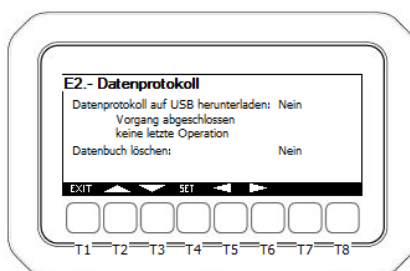 E2.- Datenprotokoll
Datenprotokoll auf USB herunterladen: Nein
Vorgang abgeschlossen
keine letzte Operation
Datenbuch löschen: Nein
EXIT SET
T1 T2 T3 T4 T5 T6 T7 T8